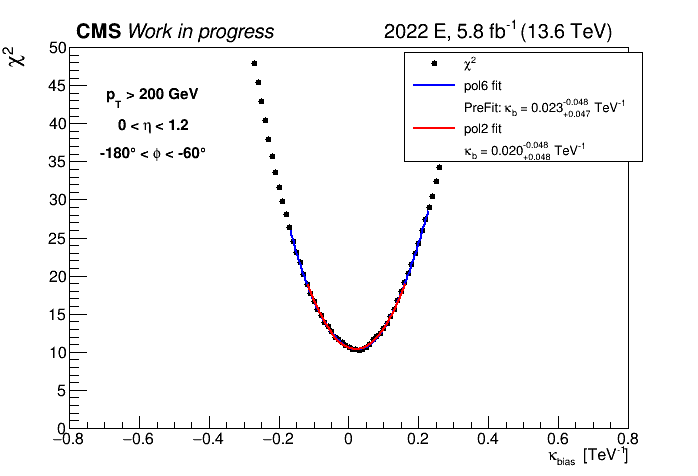 CMS Work in progress 2022 E, 5.8 fb⁻¹ (13.6 TeV)
χ²
50
45
40
35
30
25
20
15
10
5
0
p_T > 200 GeV
0 < η < 1.2
-180° < φ < -60°
χ²
pol6 fit
PreFit: κ_b = 0.023^{-0.048}_{+0.047} TeV⁻¹
pol2 fit
κ_b = 0.020^{-0.048}_{+0.048} TeV⁻¹
−0.8 −0.6 −0.4 −0.2 0 0.2 0.4 0.6 0.8
κ_bias [TeV⁻¹]